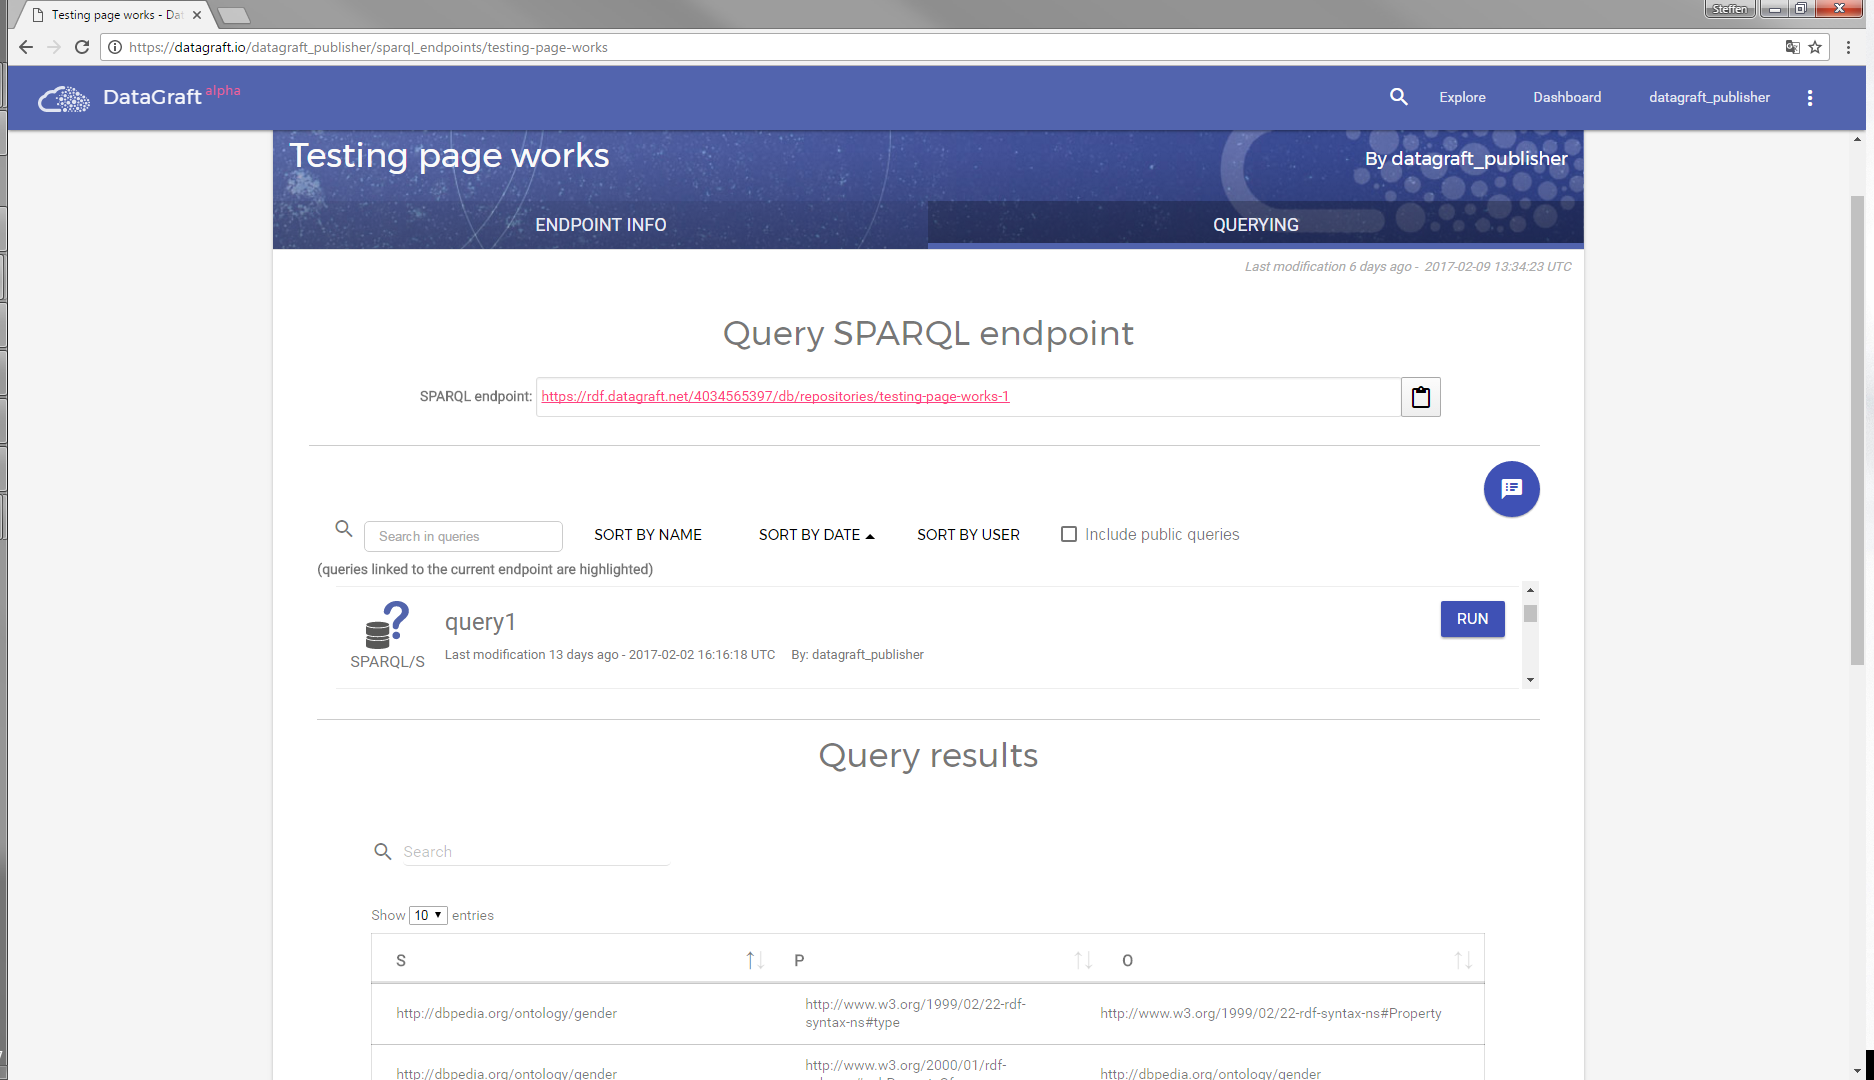 Testing page works - Dat
Steffen
https://datagraft.io/datagraft_publisher/sparql_endpoints/testing-page-works
DataGraft alpha
Explore
Dashboard
datagraft_publisher
Testing page works
By datagraft_publisher
ENDPOINT INFO
QUERYING
Last modification 6 days ago - 2017-02-09 13:34:23 UTC
Query SPARQL endpoint
SPARQL endpoint: https://rdf.datagraft.net/4034565397/db/repositories/testing-page-works-1
Search in queries
SORT BY NAME
SORT BY DATE
SORT BY USER
Include public queries
(queries linked to the current endpoint are highlighted)
query1
RUN
SPARQL/S
Last modification 13 days ago - 2017-02-02 16:16:18 UTC By: datagraft_publisher
Query results
Search
Show 10 entries
S P O
http://dbpedia.org/ontology/gender
http://www.w3.org/1999/02/22-rdf-
syntax-ns#type
http://www.w3.org/1999/02/22-rdf-syntax-ns#Property
http://dbpedia.org/ontology/gender
http://www.w3.org/2000/01/rdf-
http://dbpedia.org/ontology/gender